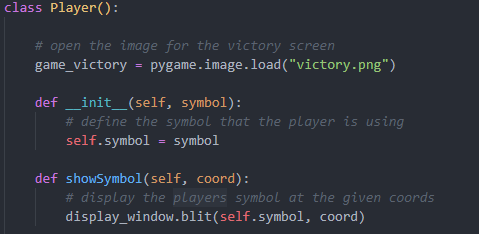 class Player():
# open the image for the victory screen
game_victory = pygame.image.load("victory.png")
def __init__(self, symbol):
# define the symbol that the player is using
self.symbol = symbol
def showSymbol(self, coord):
# display the players symbol at the given coords
display_window.blit(self.symbol, coord)